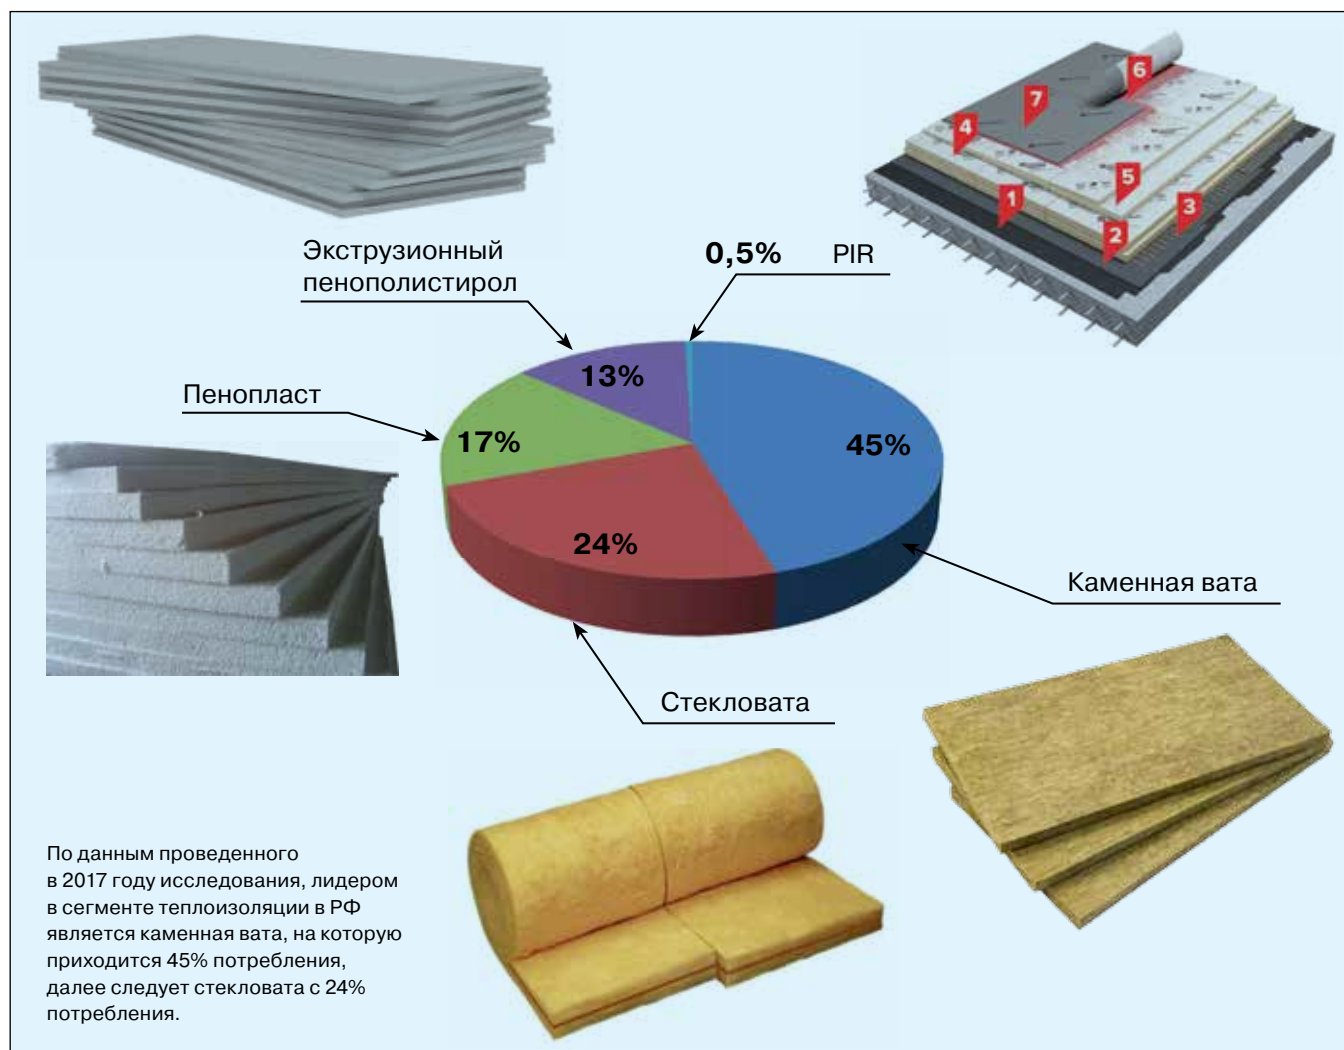 7
6
4
5
1
3
2
Экструзионный
пенополистирол
0,5% PIR
13%
Пенопласт
17%
45%
24%
Каменная вата
Стекловата
По данным проведенного
в 2017 году исследования, лидером
в сегменте теплоизоляции в РФ
является каменная вата, на которую
приходится 45% потребления,
далее следует стекловата с 24%
потребления.